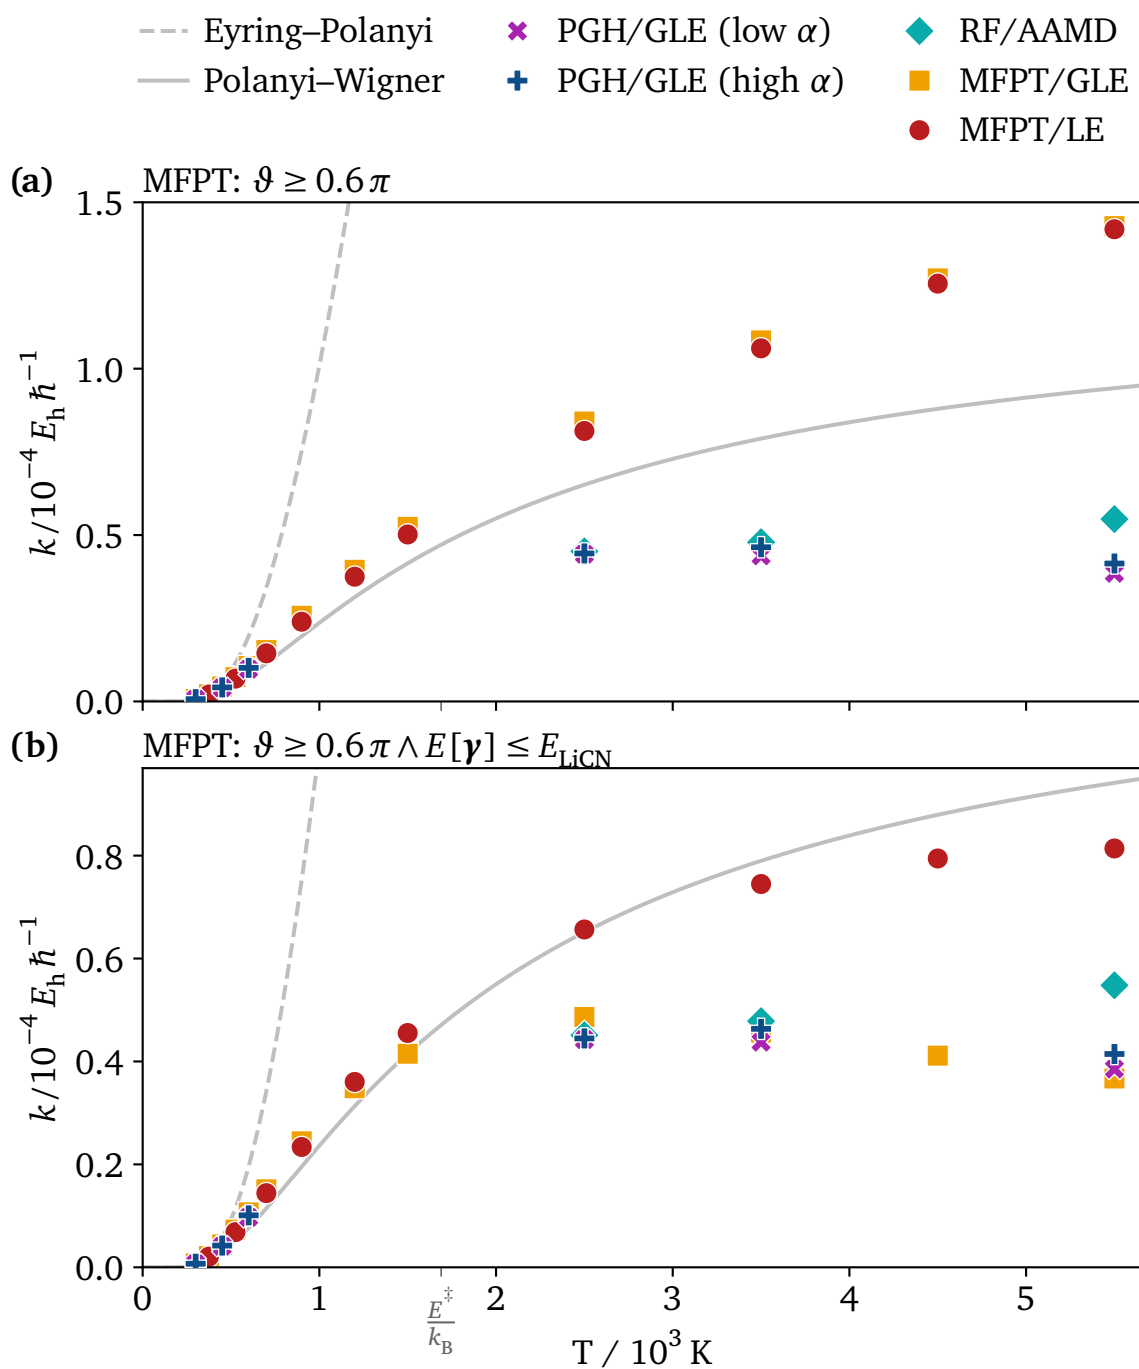 Eyring–Polanyi PGH/GLE (low α) RF/AAMD
Polanyi–Wigner PGH/GLE (high α) MFPT/GLE
MFPT/LE
(a) MFPT: ϑ ≥ 0.6 π
1.5
1.0
0.5
0.0
k / 10⁻⁴ E_h ℏ⁻¹
(b) MFPT: ϑ ≥ 0.6 π ∧ E[γ] ≤ E_LiCN
0.8
0.6
0.4
0.2
0.0
k / 10⁻⁴ E_h ℏ⁻¹
0 1 2 3 4 5
E‡
k_B
T / 10³ K